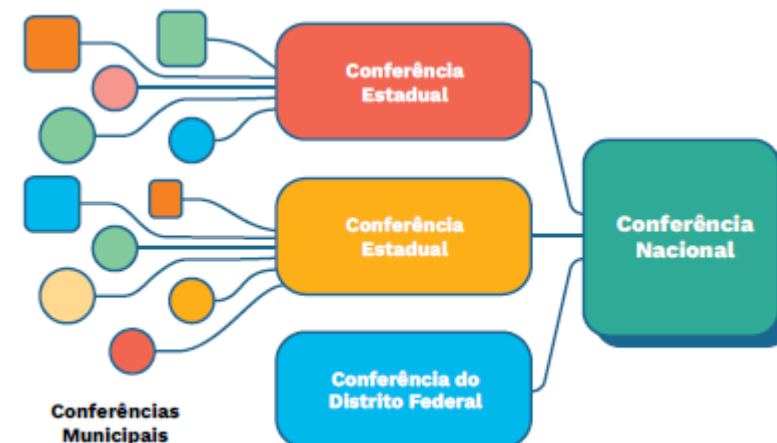 Conferência
Estadual
Conferência
Estadual
Conferência
Nacional
Conferência do
Distrito Federal
Conferências
Municipais